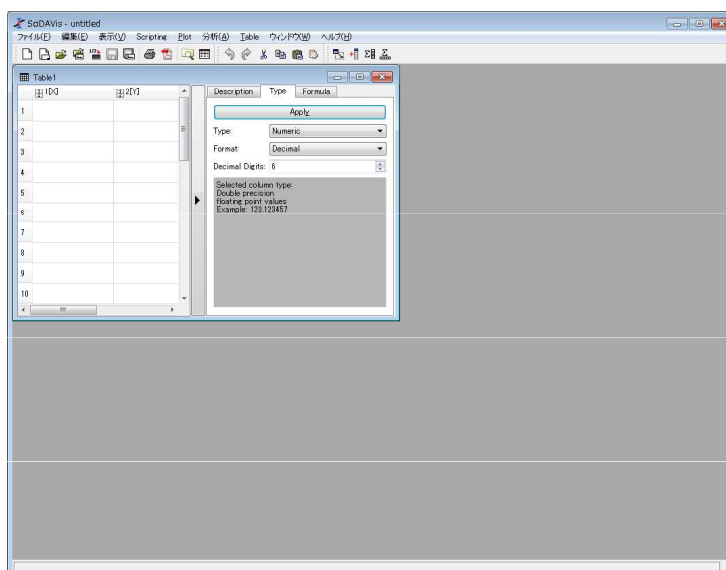 SciDAVis - untitled
ファイル(F) 編集(E) 表示(V) Scripting Plot 分析(A) Table ウィンドウ(W) ヘルプ(H)
Table1
1[X] 2[Y]
Description Type Formula
1
Apply
2
Type: Numeric
3
Format: Decimal
4
Decimal Digits: 6
Selected column type:
5
Double precision
floating point values
6
Example: 123.123457
7
8
9
10